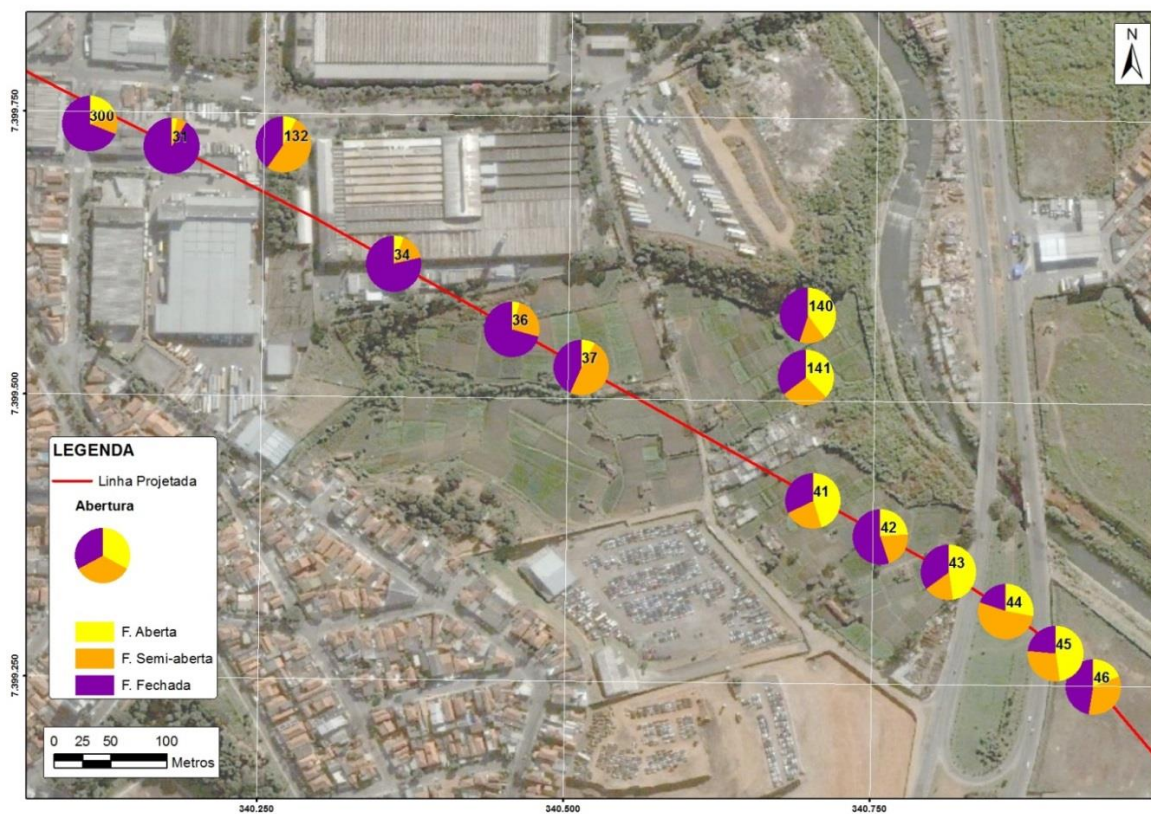 N
7.399.750
300
31
132
34
36
37
140
141
7.399.500
41
42
43
44
45
46
7.399.250
LEGENDA
Linha Projetada
Abertura
F. Aberta
F. Semi-aberta
F. Fechada
0 25 50 100
Metros
340.250
340.500
340.750